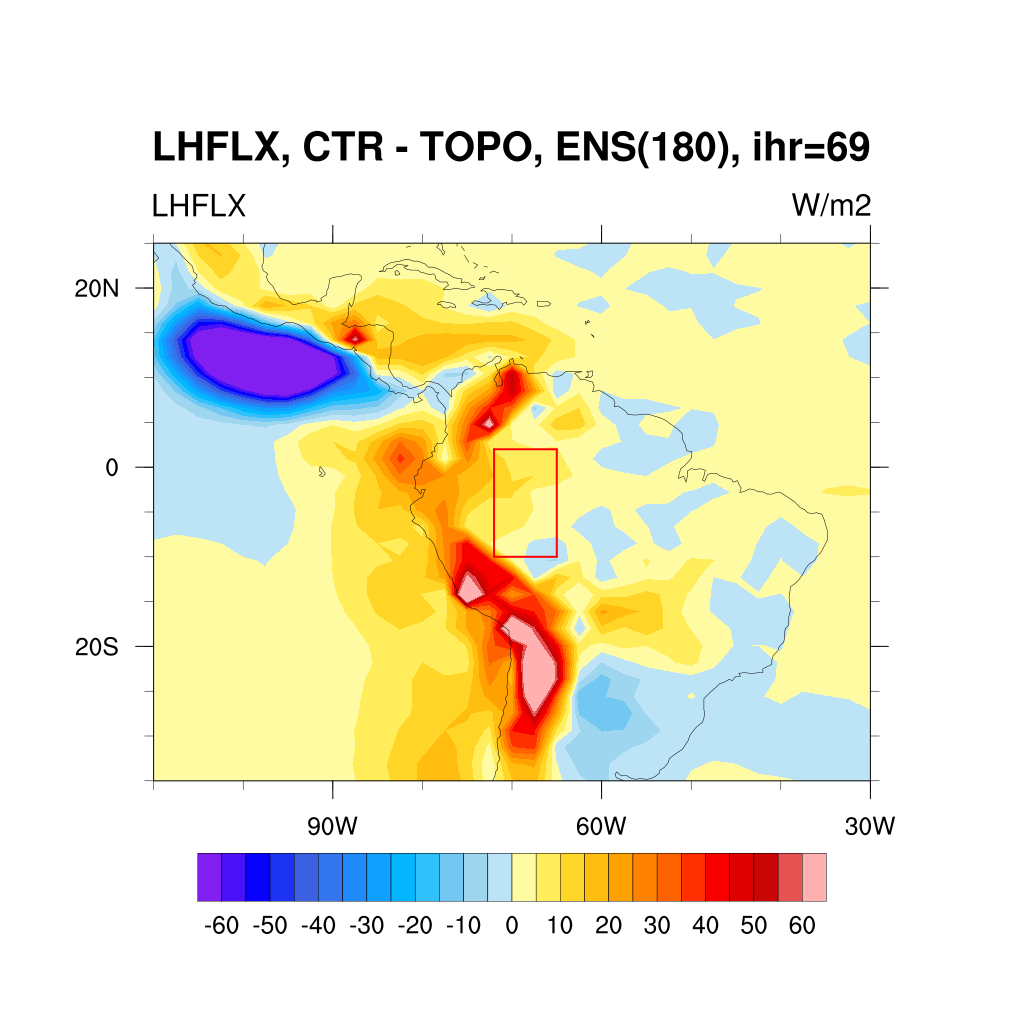 LHFLX, CTR - TOPO, ENS(180), ihr=69
LHFLX W/m2
20N
0
20S
90W 60W 30W
-60 -50 -40 -30 -20 -10 0 10 20 30 40 50 60